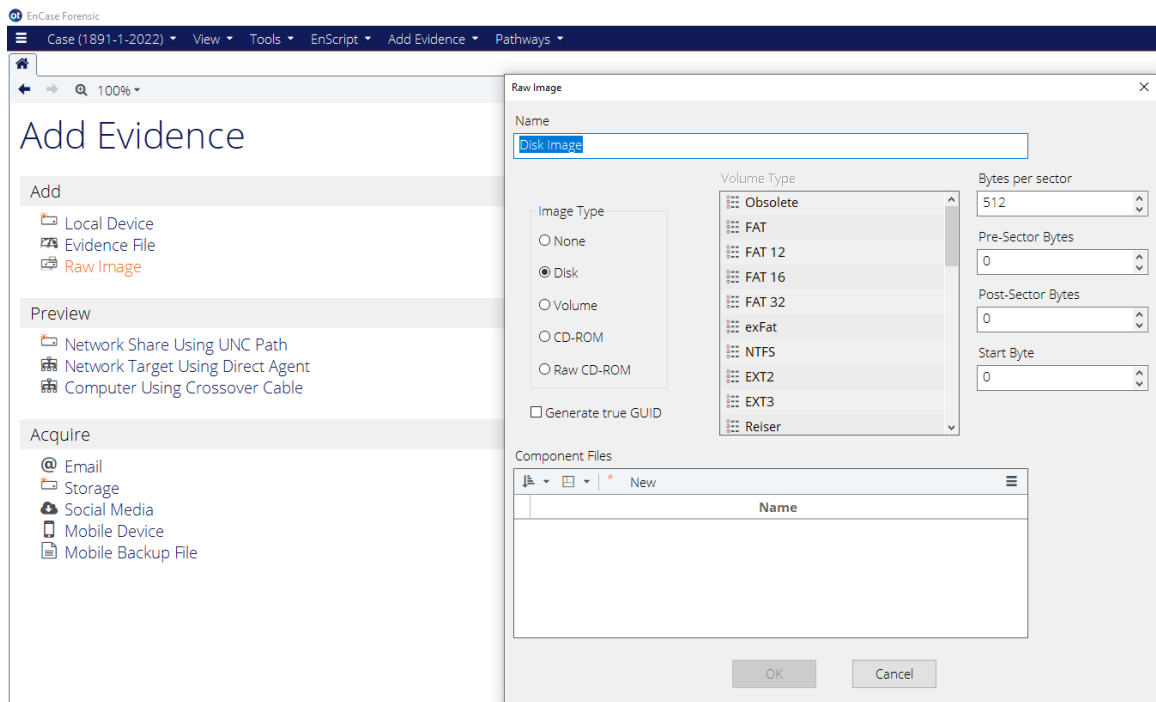 ot EnCase Forensic
Case (1891-1-2022) View Tools EnScript Add Evidence Pathways
100%
Add Evidence
Add
Local Device
Evidence File
Raw Image
Preview
Network Share Using UNC Path
Network Target Using Direct Agent
Computer Using Crossover Cable
Acquire
@ Email
Storage
Social Media
Mobile Device
Mobile Backup File
Raw Image
Name
Disk Image
Image Type
None
Disk
Volume
CD-ROM
Raw CD-ROM
Generate true GUID
Volume Type
Obsolete
FAT
FAT 12
FAT 16
FAT 32
exFat
NTFS
EXT2
EXT3
Reiser
Bytes per sector
512
Pre-Sector Bytes
0
Post-Sector Bytes
0
Start Byte
0
Component Files
New
Name
OK Cancel